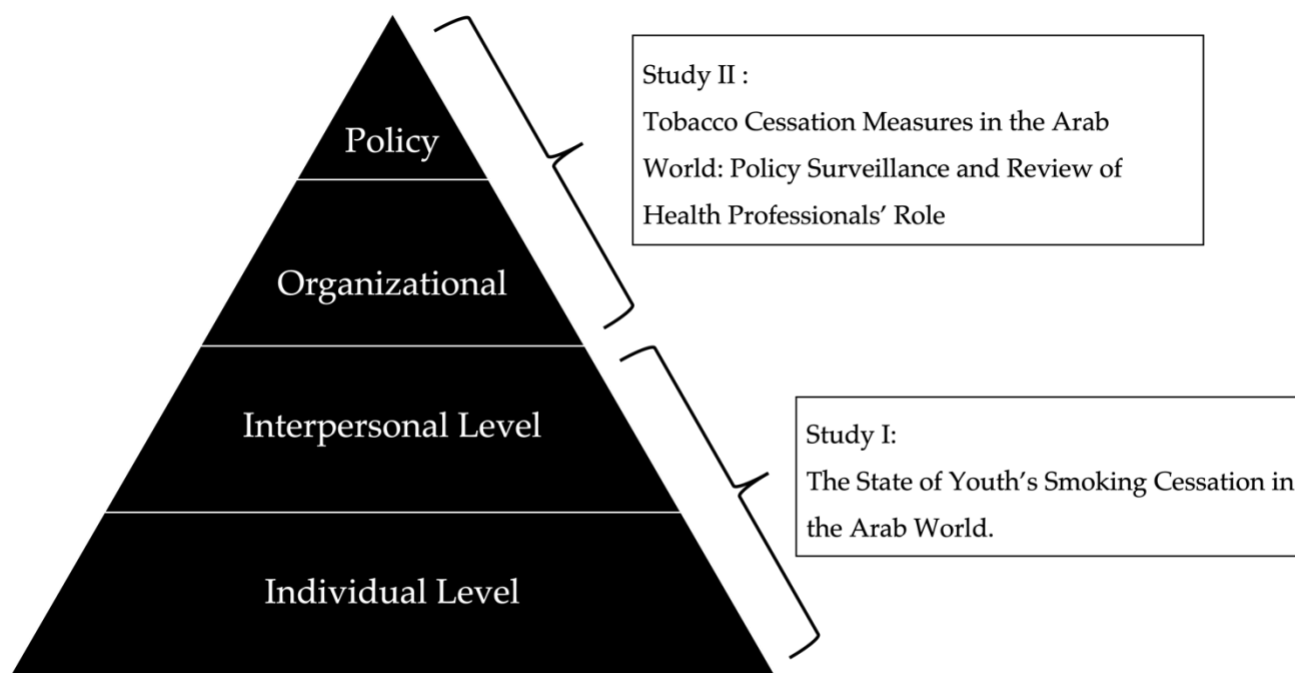 Policy
Organizational
Interpersonal Level
Individual Level
Study II :
Tobacco Cessation Measures in the Arab
World: Policy Surveillance and Review of
Health Professionals’ Role
Study I:
The State of Youth’s Smoking Cessation in
the Arab World.